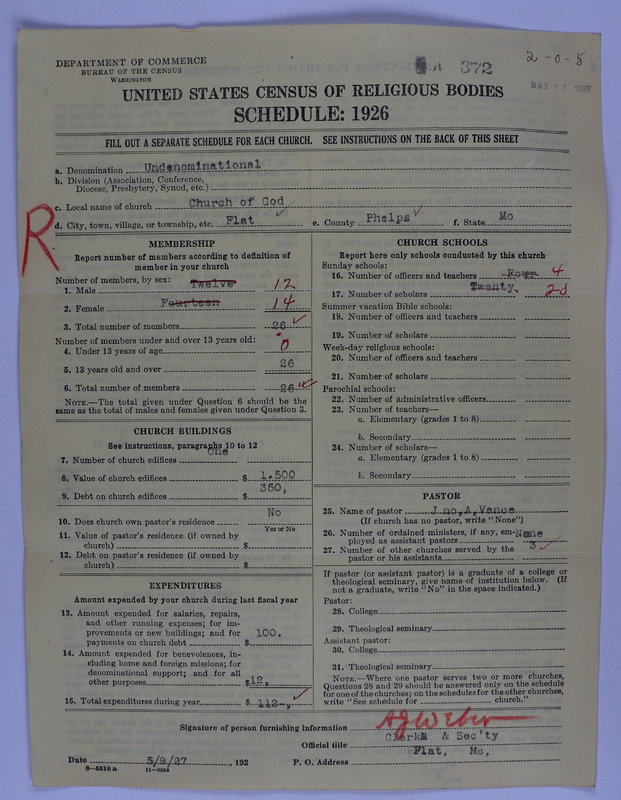 DEPARTMENT OF COMMERCE
BUREAU OF THE CENSUS
WASHINGTON
372
2-0-5
MAY 11 1927
UNITED STATES CENSUS OF RELIGIOUS BODIES
SCHEDULE: 1926
FILL OUT A SEPARATE SCHEDULE FOR EACH CHURCH. SEE INSTRUCTIONS ON THE BACK OF THIS SHEET
a. Denomination Undenominational
b. Division (Association, Conference,
Diocese, Presbytery, Synod, etc.)
c. Local name of church Church of God
d. City, town, village, or township, etc. Flat e. County Phelps f. State Mo
R
MEMBERSHIP
Report number of members according to definition of
member in your church
Number of members, by sex:
1. Male Twelve 12
2. Female Fourteen 14
3. Total number of members 26
Number of members under and over 13 years old:
4. Under 13 years of age 0
5. 13 years old and over 26
6. Total number of members 26
NOTE.—The total given under Question 6 should be the
same as the total of males and females given under Question 3.
CHURCH BUILDINGS
See instructions, paragraphs 10 to 12
7. Number of church edifices One
8. Value of church edifices $ 1.500
9. Debt on church edifices $ 350,
10. Does church own pastor's residence No
Yes or No
11. Value of pastor's residence (if owned by
church) $
12. Debt on pastor's residence (if owned by
church) $
EXPENDITURES
Amount expended by your church during last fiscal year
13. Amount expended for salaries, repairs,
and other running expenses; for im-
provements or new buildings; and for
payments on church debt $ 100.
14. Amount expended for benevolences, in-
cluding home and foreign missions; for
denominational support; and for all
other purposes $12,
15. Total expenditures during year $ 112-,
CHURCH SCHOOLS
Report here only schools conducted by this church
Sunday schools:
16. Number of officers and teachers Four 4
17. Number of scholars Twenty. 20
Summer vacation Bible schools:
18. Number of officers and teachers
19. Number of scholars
Week-day religious schools:
20. Number of officers and teachers
21. Number of scholars
Parochial schools:
22. Number of administrative officers
23. Number of teachers—
a. Elementary (grades 1 to 8)
b. Secondary
24. Number of scholars—
a. Elementary (grades 1 to 8)
b. Secondary
PASTOR
25. Name of pastor J.no,A,Vance
(If church has no pastor, write "None")
26. Number of ordained ministers, if any, em-
ployed as assistant pastors None
27. Number of other churches served by the
pastor or his assistants 3
If pastor (or assistant pastor) is a graduate of a college or
theological seminary, give name of institution below. (If
not a graduate, write "No" in the space indicated.)
Pastor:
28. College
29. Theological seminary
Assistant pastor:
30. College
31. Theological seminary
NOTE.—Where one pastor serves two or more churches,
Questions 28 and 29 should be answered only on the schedule
for one of the churches; on the schedules for the other churches,
write "See schedule for church."
Signature of person furnishing information AJWeber
Official title Clerk & Sec'ty
Date 5/9/27, 192 P. O. Address Flat, Mo,
8—5518 a 11—9034